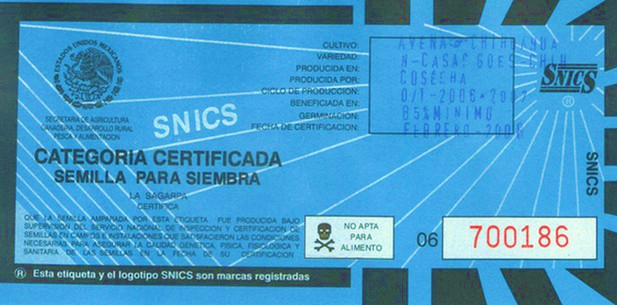 ESTADOS UNIDOS MEXICANOS
SECRETARIA DE AGRICULTURA
GANADERIA, DESARROLLO RURAL
PESCA Y ALIMENTACION
SNICS
CATEGORIA CERTIFICADA
SEMILLA PARA SIEMBRA
LA SAGARPA
CERTIFICA
QUE LA SEMILLA AMPARADA POR ESTA ETIQUETA FUE PRODUCIDA BAJO
SUPERVISION DEL SERVICIO NACIONAL DE INSPECCION Y CERTIFICACION DE
SEMILLAS EN CAMPOS E INSTALACIONES QUE SATISFACIERON LAS CONDICIONES
NECESARIAS, PARA ASEGURAR LA CALIDAD GENETICA, FISICA, FISIOLOGICA Y
SANITARIA DE LAS SEMILLAS EN LA FECHA DE SU CERTIFICACION
CULTIVO:
VARIEDAD:
PRODUCIDA EN:
PRODUCIDA POR:
CICLO DE PRODUCCION:
BENEFICIADA EN:
GERMINACION:
FECHA DE CERTIFICACION:
AVENA CHIHUAHUA
COSECHA
O/I-2006-2007
85% MINIMO
FEBRERO
SNICS
®
SNICS
NO APTA
PARA
ALIMENTO
06 700186
® Esta etiqueta y el logotipo SNICS son marcas registradas